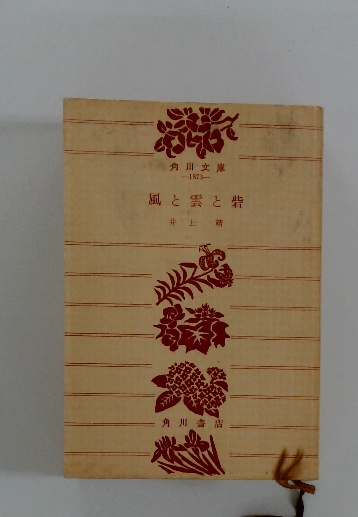 角川文庫
—1873—
風と雲と砦
井上靖
角川書店